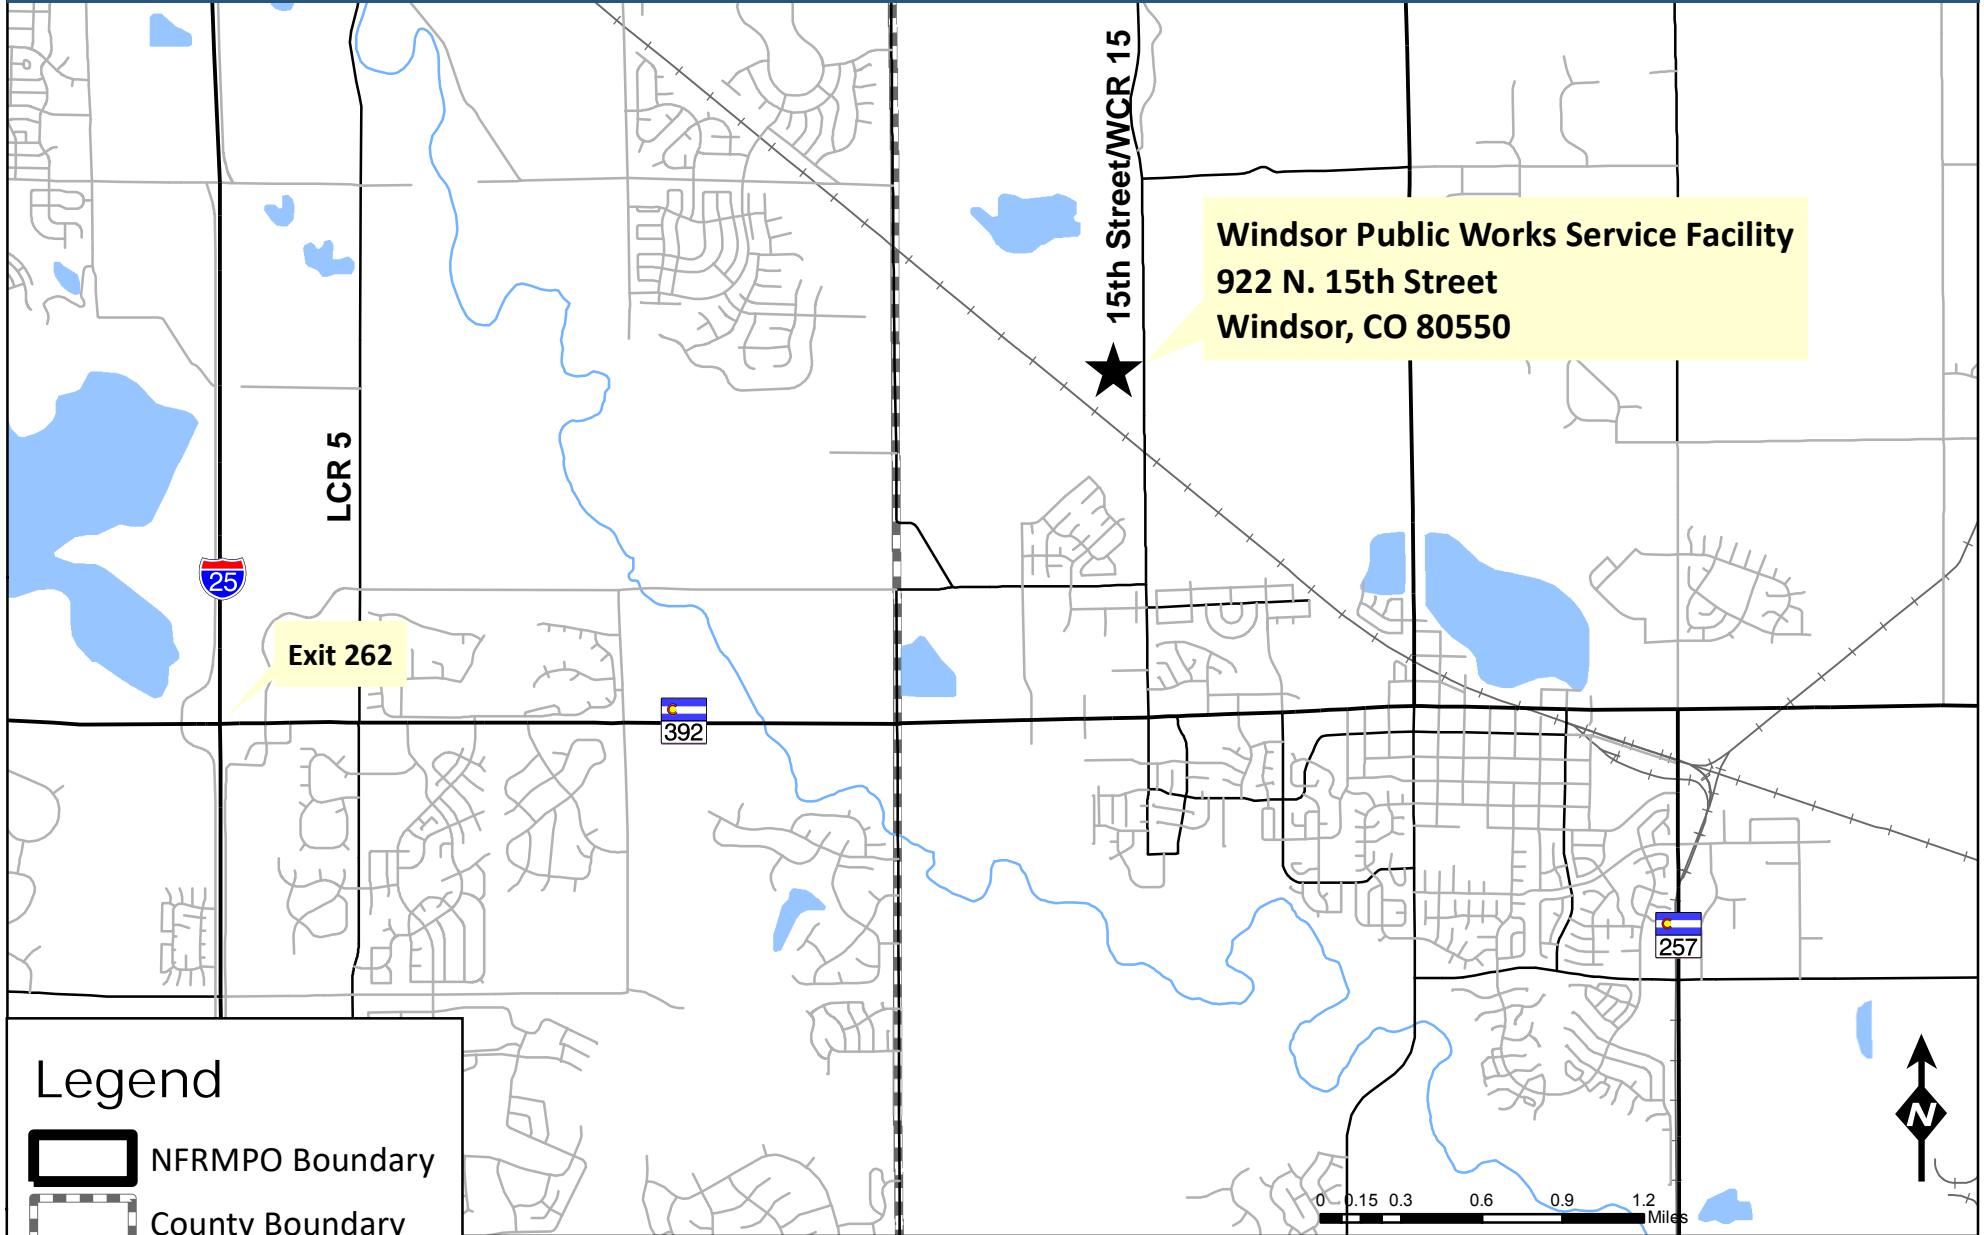 15th Street/WCR 15
Windsor Public Works Service Facility
922 N. 15th Street
Windsor, CO 80550
LCR 5
25
Exit 262
392
257
N
Legend
NFRMPO Boundary
County Boundary
0 0.15 0.3 0.6 0.9 1.2
Miles